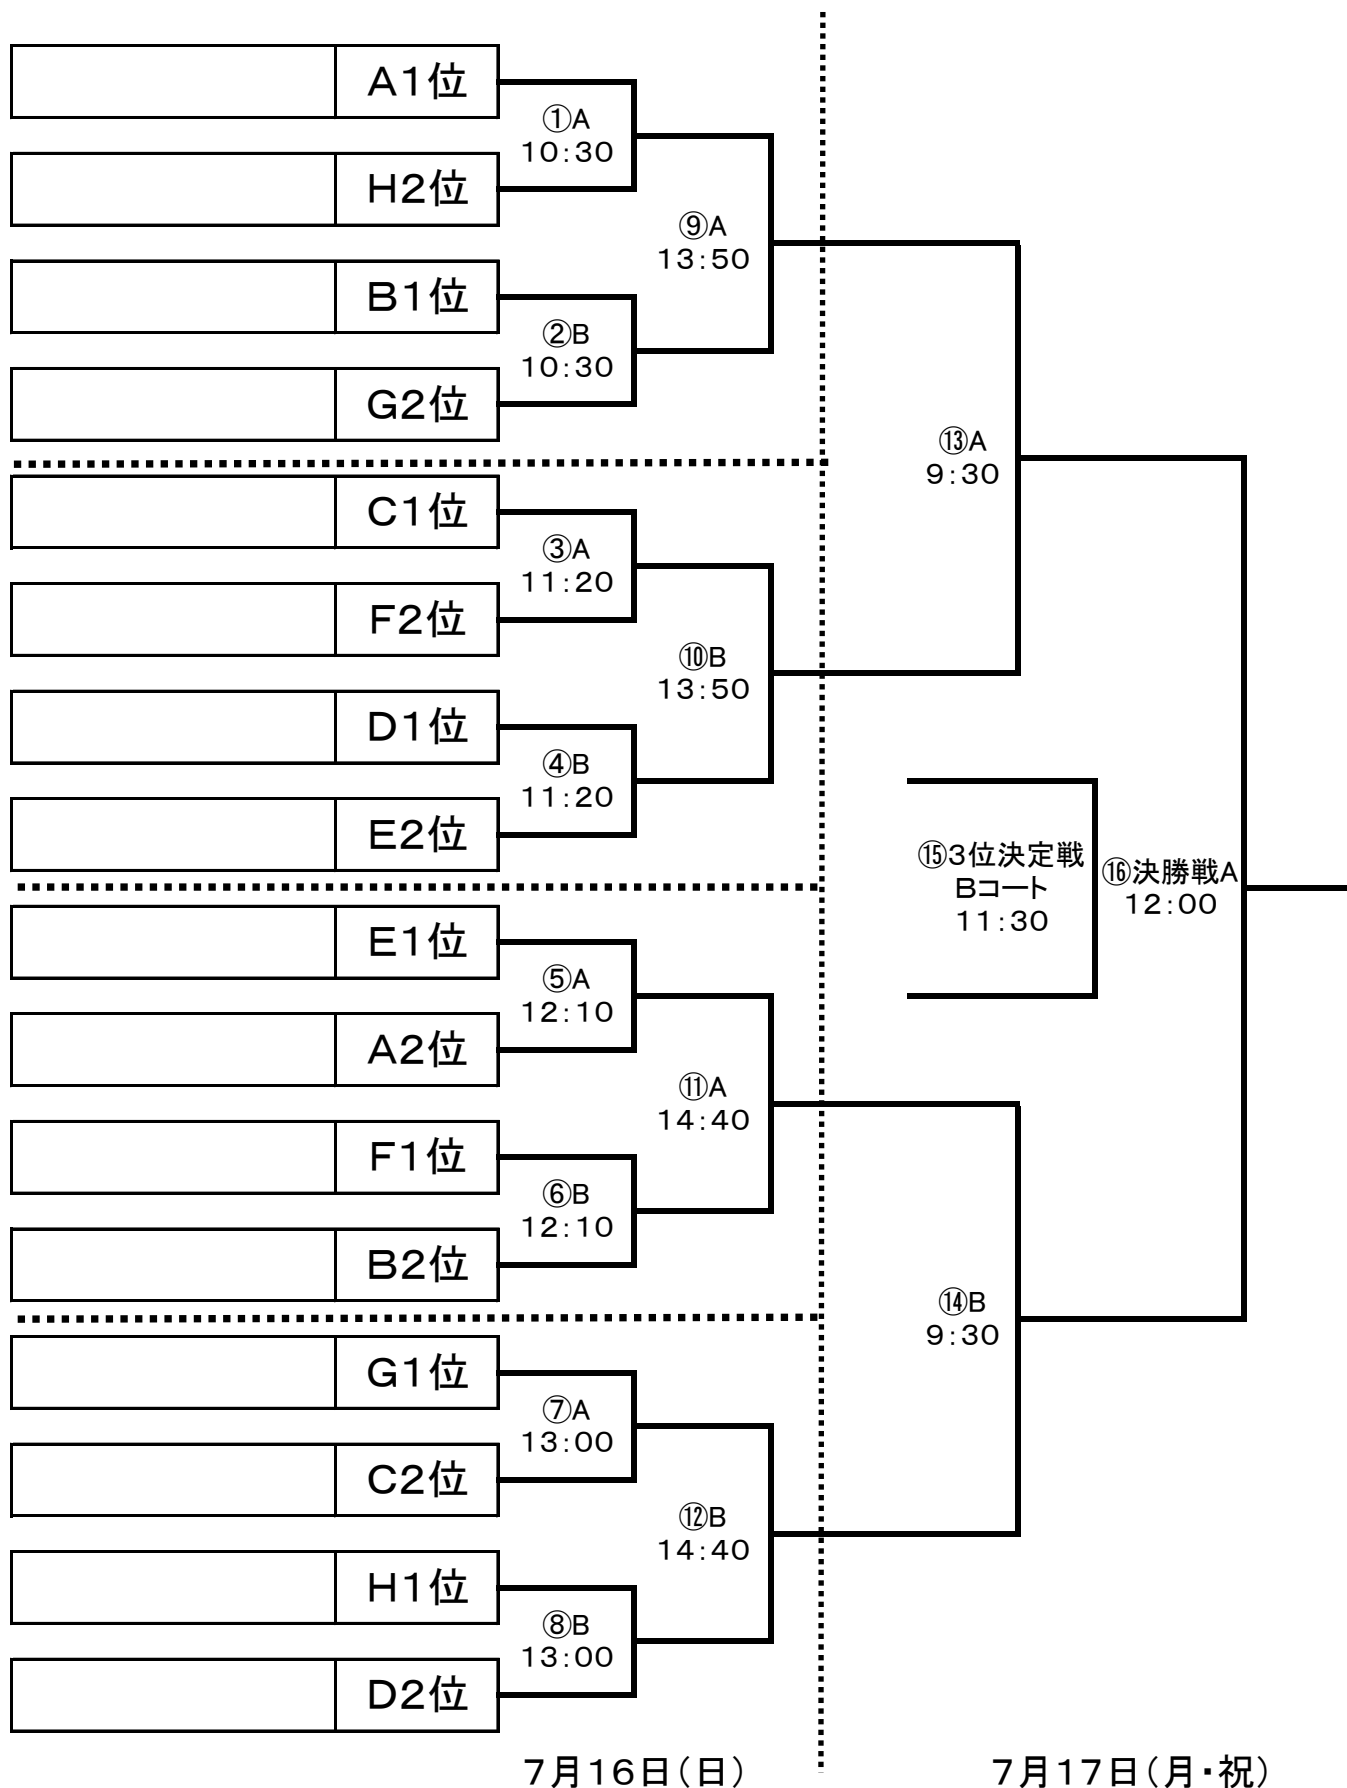 A1位
①A
10:30
H2位
⑨A
13:50
B1位
②B
10:30
G2位
⑬A
9:30
C1位
③A
11:20
F2位
⑩B
13:50
D1位
④B
11:20
E2位
⑮3位決定戦
Bコート
11:30
⑯決勝戦A
12:00
E1位
⑤A
12:10
A2位
⑪A
14:40
F1位
⑥B
12:10
B2位
⑭B
9:30
G1位
⑦A
13:00
C2位
⑫B
14:40
H1位
⑧B
13:00
D2位
7月16日(日)
7月17日(月・祝)